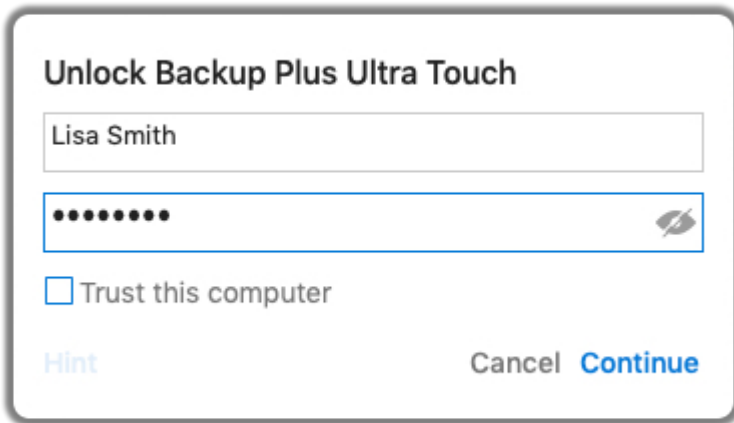 Unlock Backup Plus Ultra Touch
Lisa Smith
••••••••
Trust this computer
Hint Cancel Continue